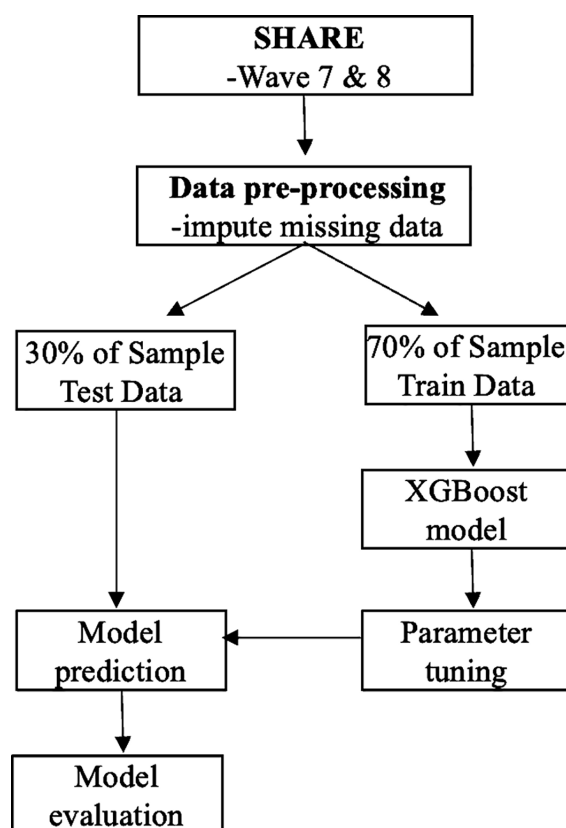 SHARE
-Wave 7 & 8
Data pre-processing
-impute missing data
30% of Sample
Test Data
70% of Sample
Train Data
XGBoost
model
Parameter
tuning
Model
prediction
Model
evaluation